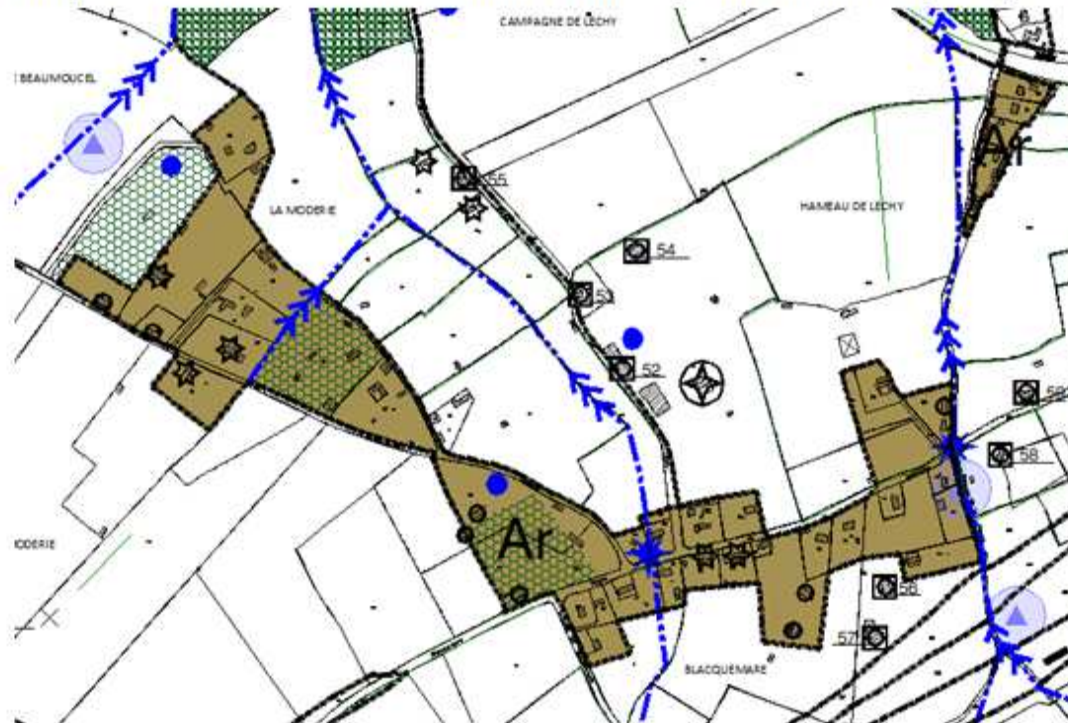 CAMPAGNE DE LECHY
BEAUMOUCEL
Ar
55
LA MODERIE
HAMEAU DE LECHY
54
53
52
59
58
ODERIE
Ar
56
57
BLACQUEMARE